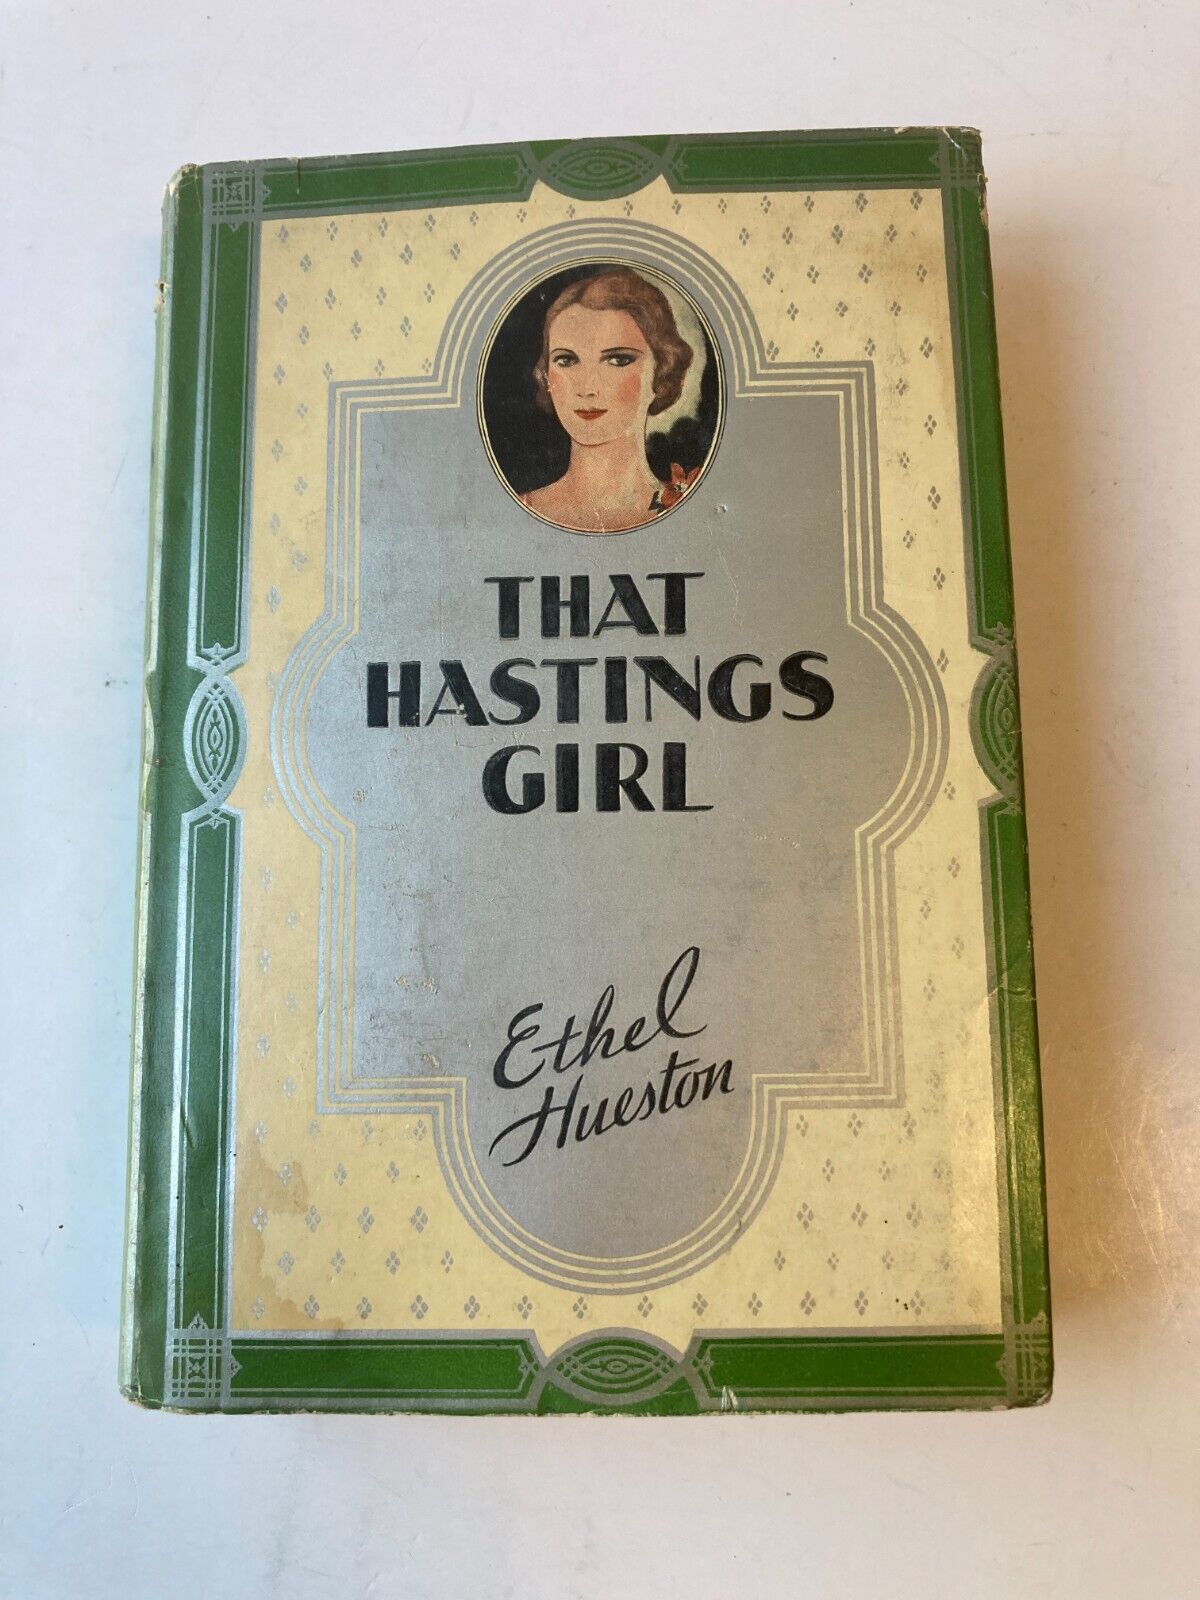 THAT
HASTINGS
GIRL
Ethel
Hueston